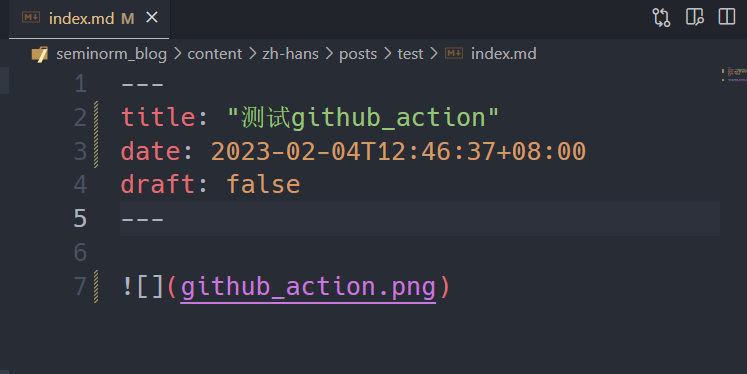 index.md M
seminorm_blog > content > zh-hans > posts > test > index.md
1 ---
2 title: "测试github_action"
3 date: 2023-02-04T12:46:37+08:00
4 draft: false
5 ---
6
7 ![](github_action.png)